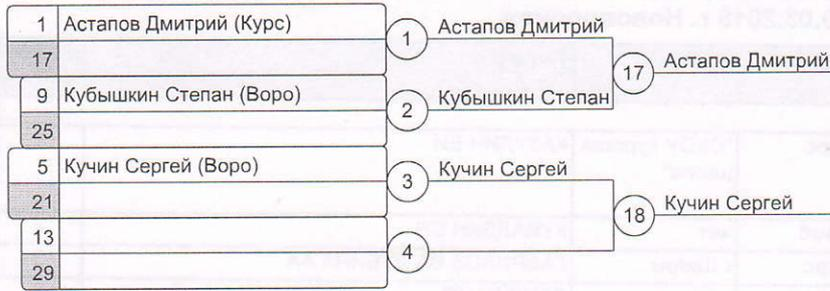 1 Астапов Дмитрий (Курс)
17
1 Астапов Дмитрий
17 Астапов Дмитрий
9 Кубышкин Степан (Воро)
25
2 Кубышкин Степан
5 Кучин Сергей (Воро)
21
3 Кучин Сергей
18 Кучин Сергей
13
29
4